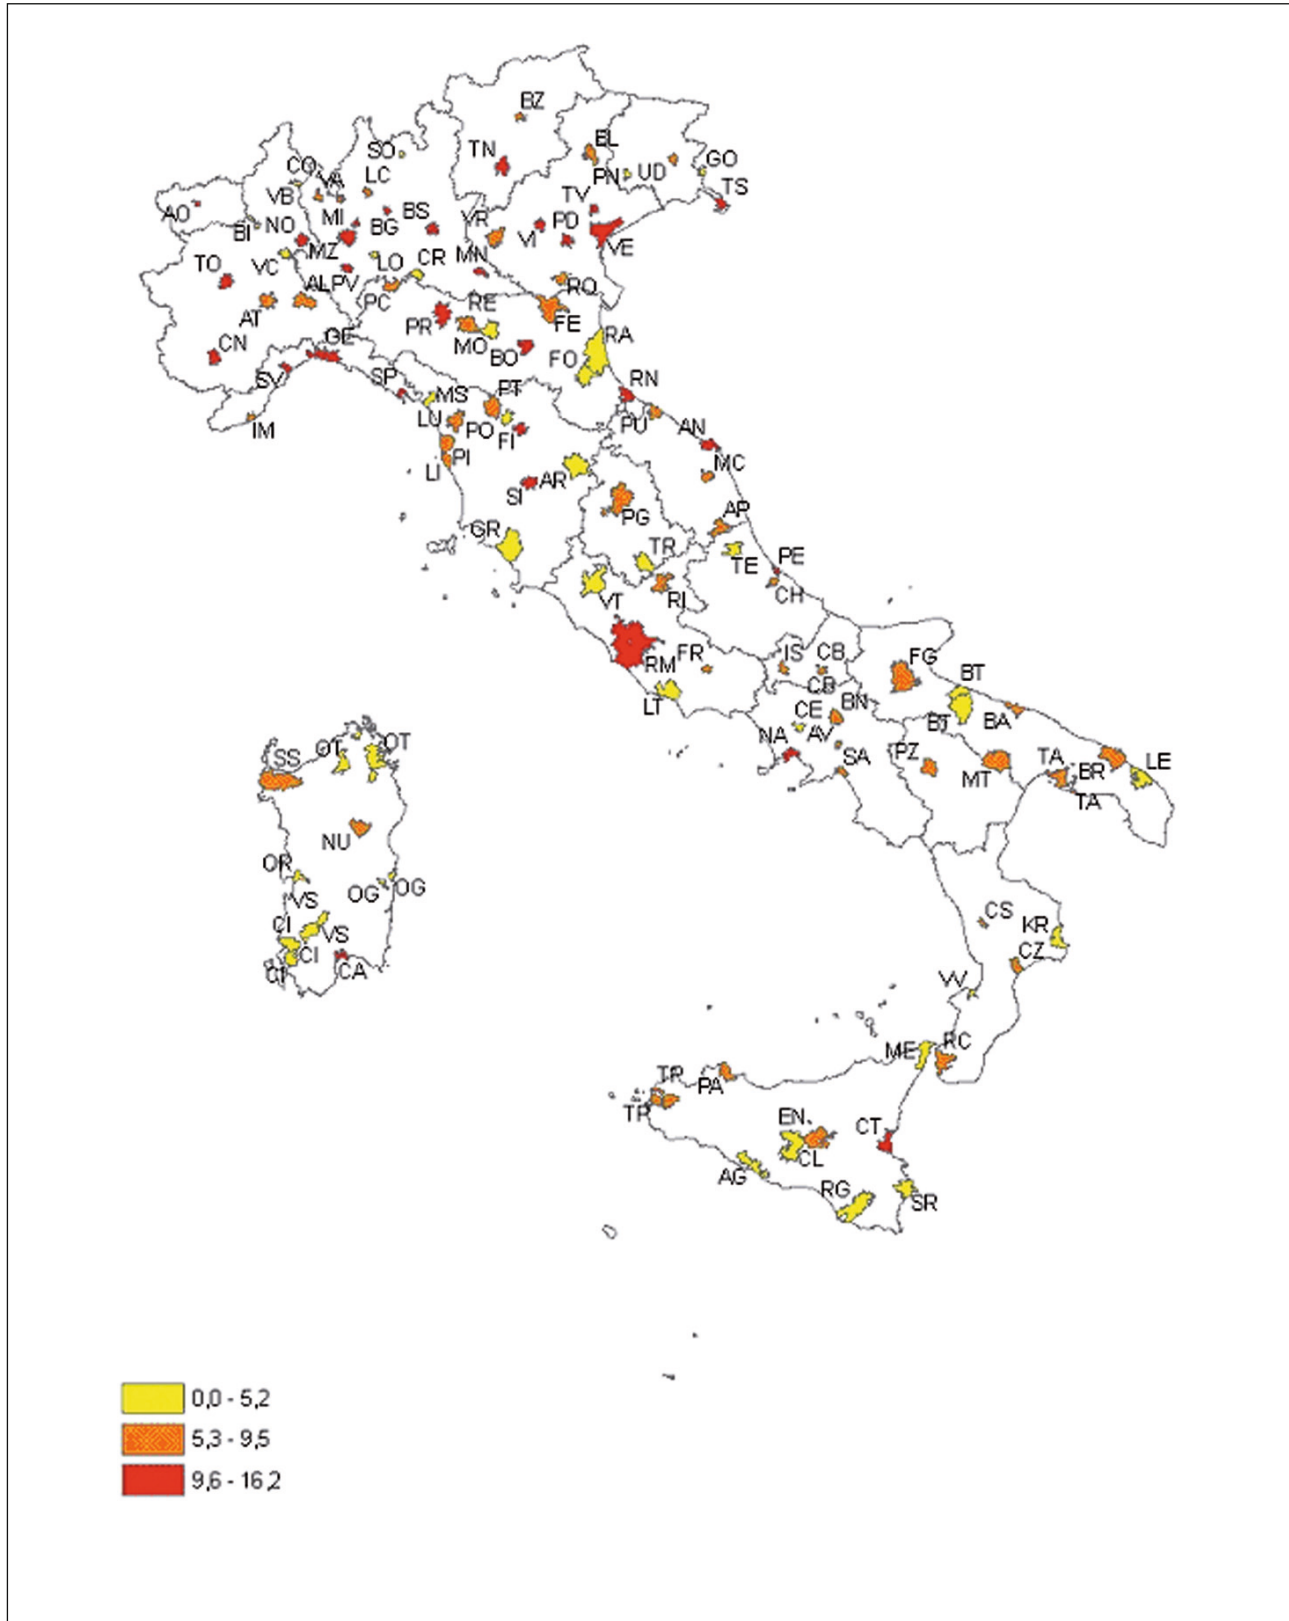 BZ
BL
TN
SO
GO
CO
VA
LC
PN
UD
VB
TV
TS
AO
MI
BG
BS
VR
PD
BI
NO
VI
MZ
VE
TO
VC
LO
CR
MN
AL
PV
PC
RE
RO
AT
PR
FE
MO
RA
CN
GE
BO
FO
SV
SP
MS
PT
RN
IM
LU
PO
FI
PU
AN
LI
PI
MC
SI
AR
PG
AP
GR
TR
TE
PE
VT
RI
CH
RM
FR
IS
CB
FG
CB
BT
LT
CE
BN
BT
BA
NA
AV
OT
OT
SS
SA
PZ
MT
TA
BR
LE
TA
NU
OR
OG
OG
VS
CI
VS
CS
KR
CI
CI
CA
CZ
VV
ME
RC
TP
PA
TP
EN
CT
CL
AG
RG
SR
0,0 - 5,2
5,3 - 9,5
9,6 - 16,2